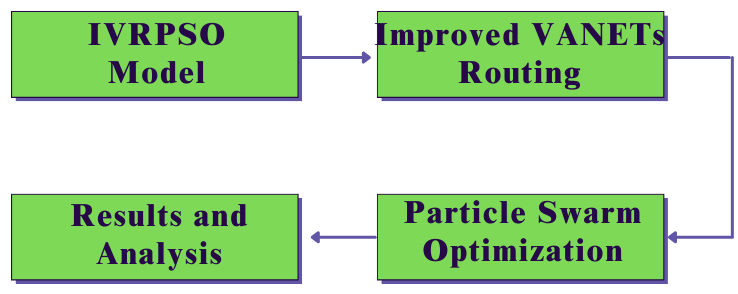 IVRPSO
Model
Improved VANETs
Routing
Particle Swarm
Optimization
Results and
Analysis